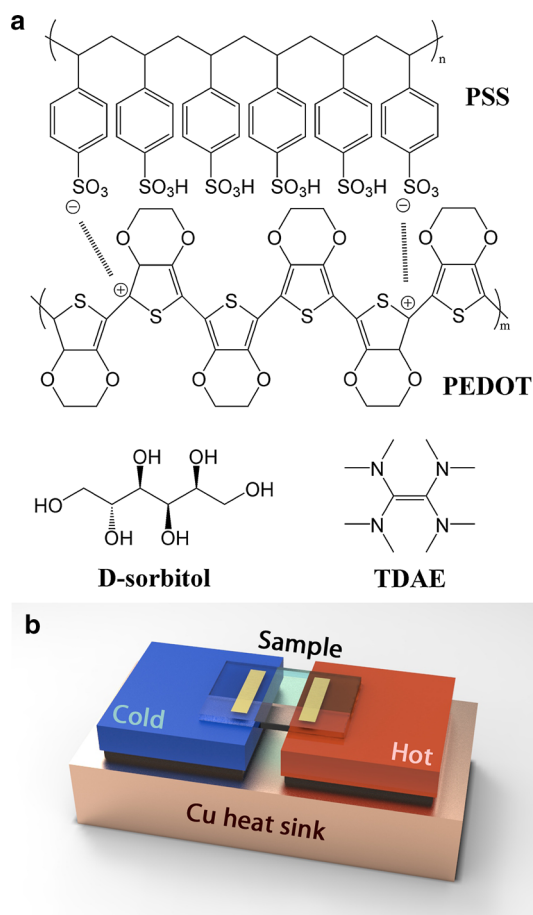 a
n
PSS
SO₃ SO₃H SO₃H SO₃H SO₃H SO₃
⊖ ⊖
O O O O O O
⊕ S S S ⊕
S S S S m
O O O O O O
PEDOT
OH OH
HO OH
OH OH
D-sorbitol
N N
N N
TDAE
b
Sample
Cold
Hot
Cu heat sink